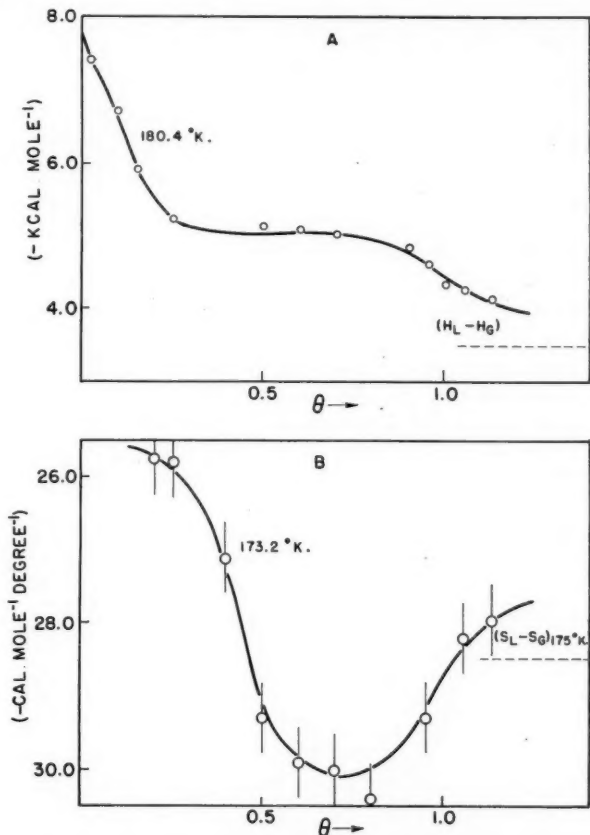 8.0
A
180.4 °K.
6.0
(-KCAL. MOLE⁻¹)
4.0
(H_L - H_G)
0.5
1.0
θ→
B
26.0
173.2 °K.
(-CAL. MOLE⁻¹ DEGREE⁻¹)
28.0
(S_L-S_G)175°K.
30.0
0.5
1.0
θ→